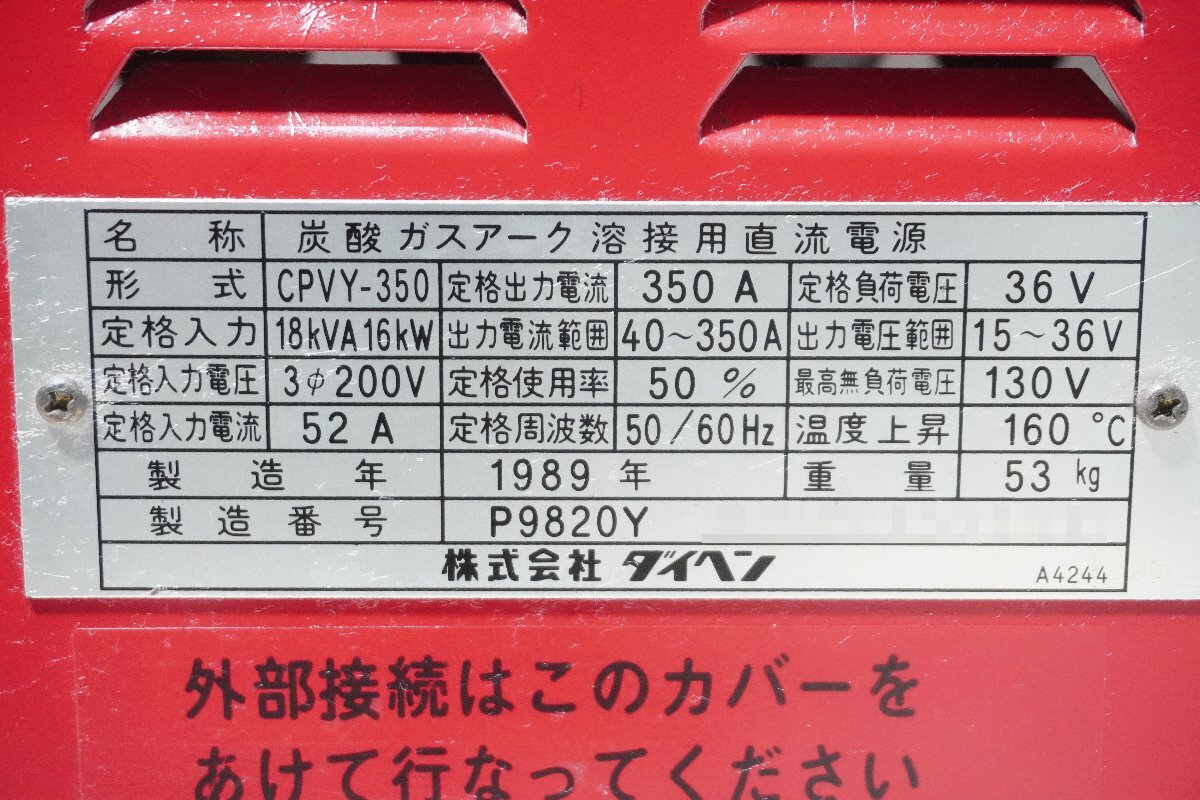 名称 炭酸ガスアーク溶接用直流電源
形式 CPVY-350 定格出力電流 350 A 定格負荷電圧 36 V
定格入力 18kVA16kW 出力電流範囲 40~350A 出力電圧範囲 15~36V
定格入力電圧 3φ200V 定格使用率 50 % 最高無負荷電圧 130 V
定格入力電流 52 A 定格周波数 50/60Hz 温度上昇 160 °C
製造年 1989 年 重量 53 kg
製造番号 P9820Y
株式会社 ダイヘン A4244
外部接続はこのカバーを
あけて行なってください